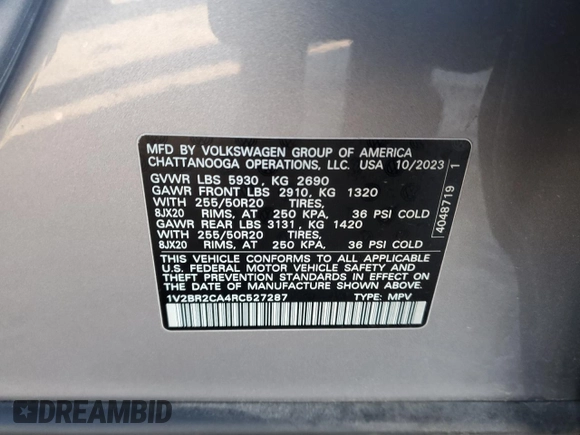 MFD BY VOLKSWAGEN GROUP OF AMERICA
CHATTANOOGA OPERATIONS, LLC. USA 10/2023
GVWR LBS 5930, KG 2690
GAWR FRONT LBS 2910, KG 1320
WITH 255/50R20 TIRES,
8JX20 RIMS, AT 250 KPA, 36 PSI COLD
GAWR REAR LBS 3131, KG 1420
WITH 255/50R20 TIRES,
8JX20 RIMS, AT 250 KPA, 36 PSI COLD
THIS VEHICLE CONFORMS TO ALL APPLICABLE
U.S. FEDERAL MOTOR VEHICLE SAFETY AND
THEFT PREVENTION STANDARDS IN EFFECT ON
THE DATE OF MANUFACTURE SHOWN ABOVE.
1V2BR2CA4RC527287 TYPE: MPV
4048719 1
DREAMBID